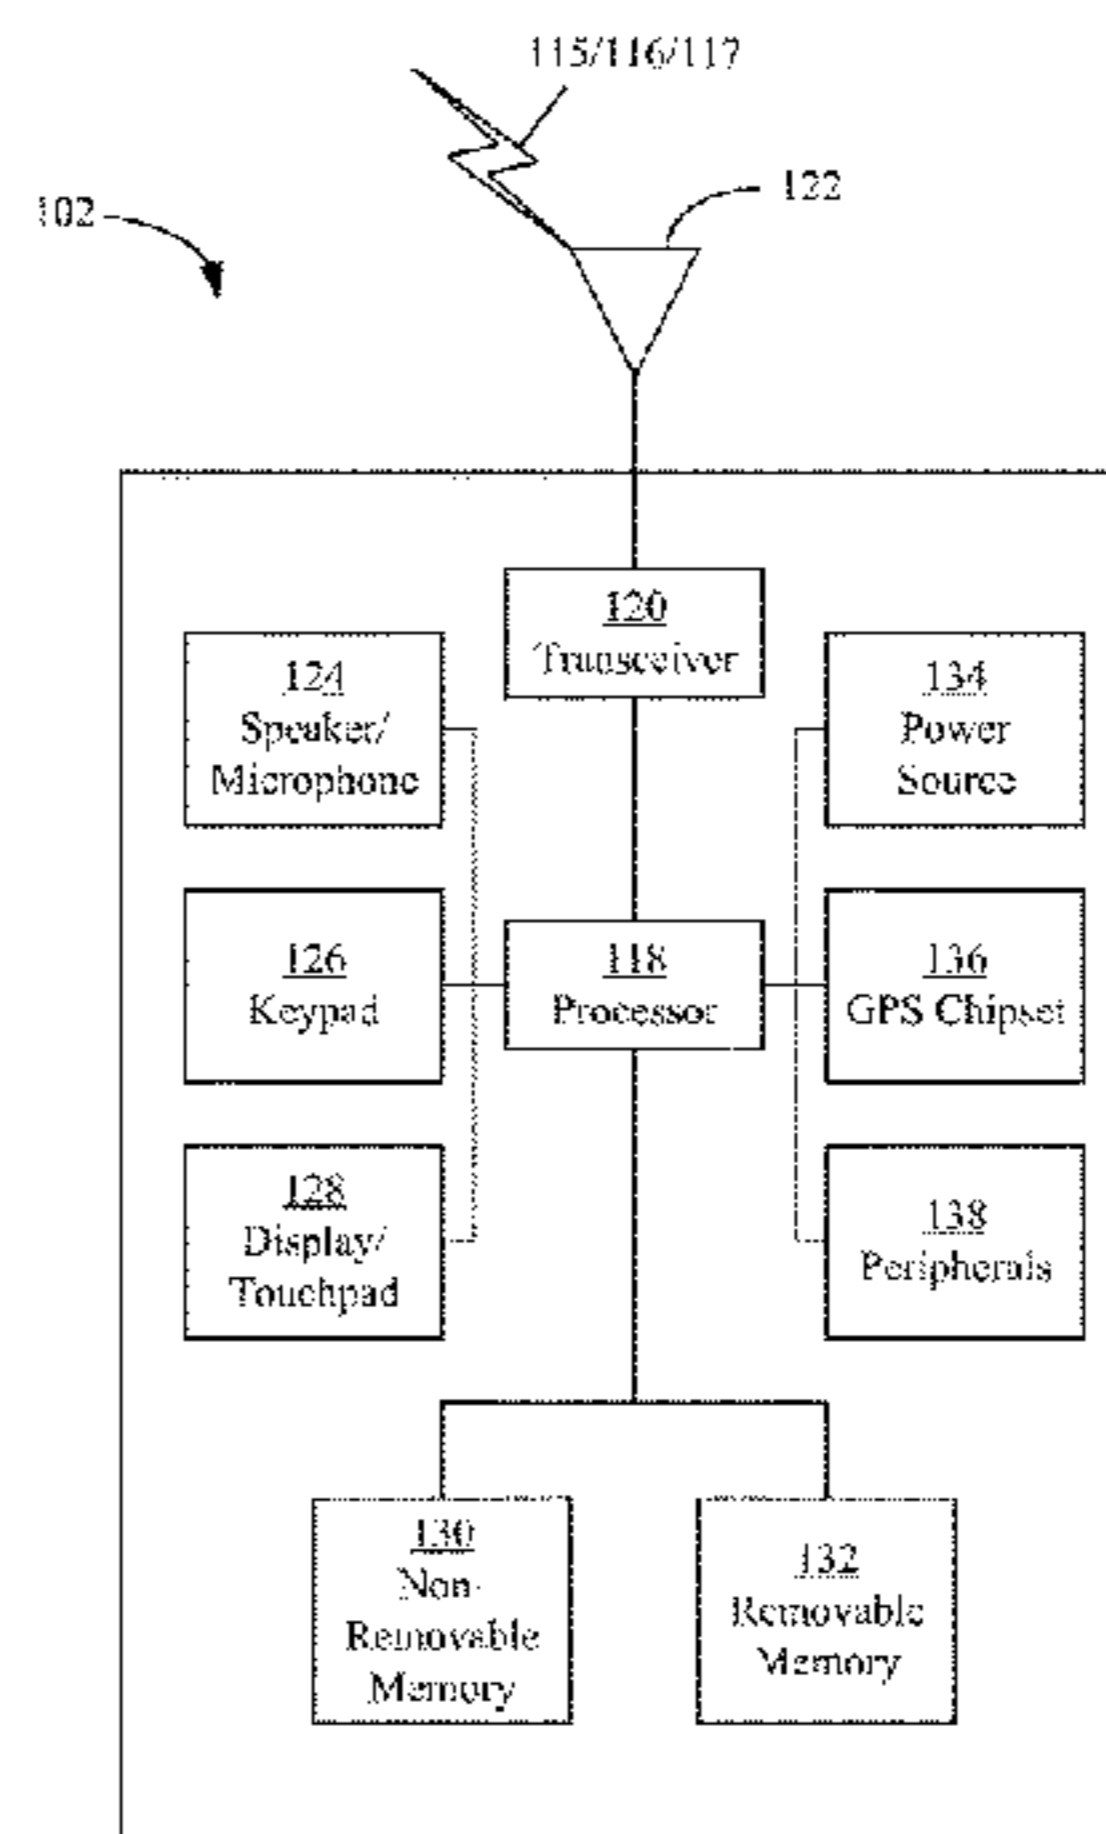 115/116/117
122
102
120
Transceiver
124
Speaker/
Microphone
134
Power
Source
126
Keypad
118
Processor
136
GPS Chipset
128
Display/
Touchpad
138
Peripherals
130
Non-
Removable
Memory
132
Removable
Memory